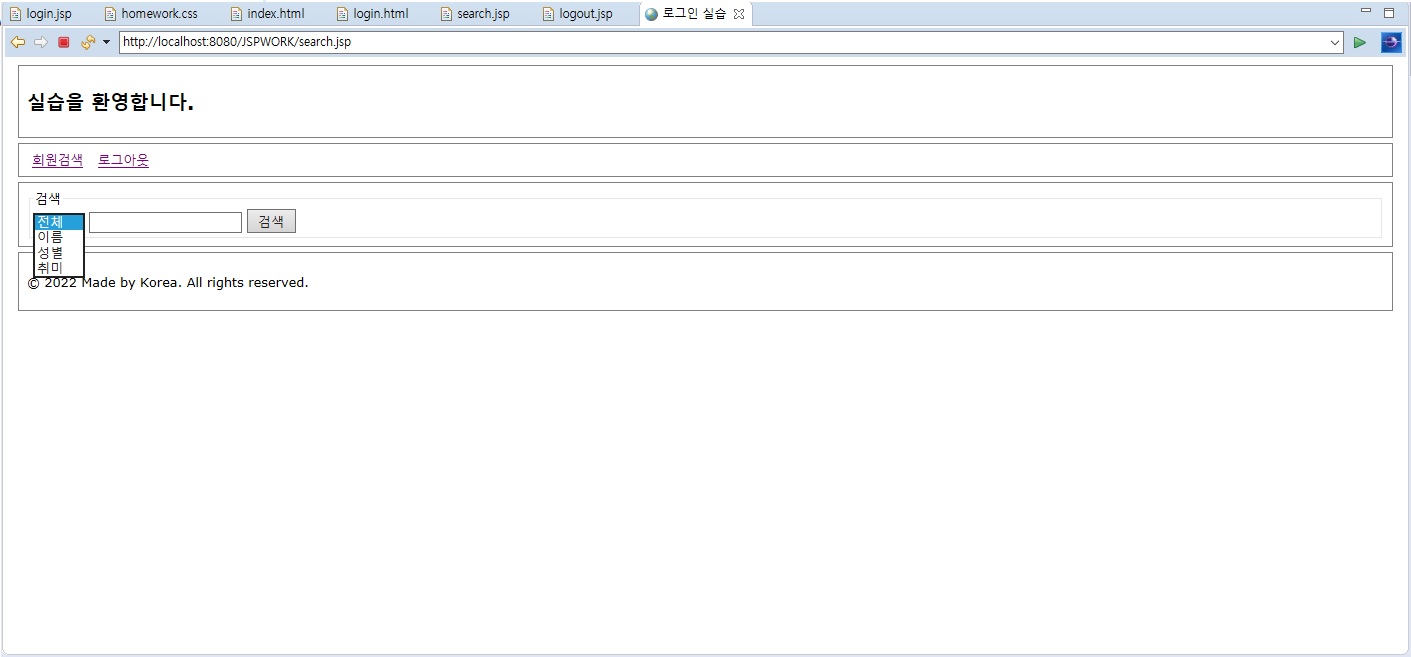 login.jsp homework.css index.html login.html search.jsp logout.jsp 로그인 실습
http://localhost:8080/JSPWORK/search.jsp
실습을 환영합니다.
회원검색 로그아웃
검색
전체 검색
이름
성별
취미
© 2022 Made by Korea. All rights reserved.